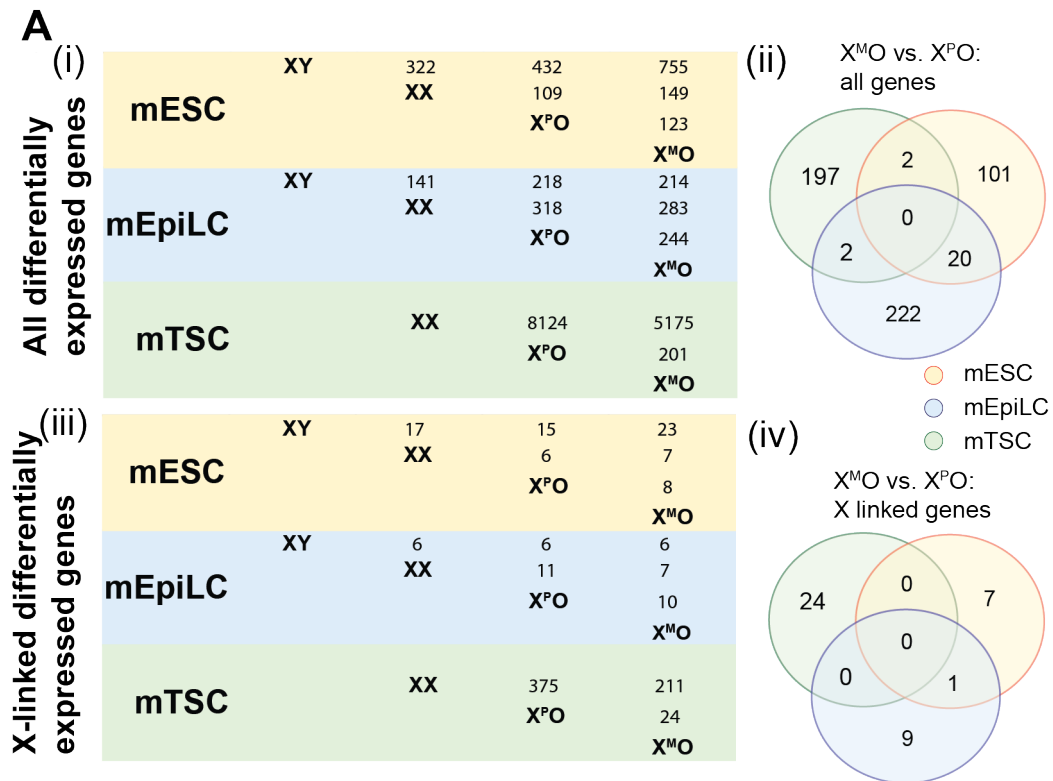 A
(i)
All differentially
expressed genes
mESC
XY 322 432 755
XX 109 149
XᴾO 123
XᴹO
mEpiLC
XY 141 218 214
XX 318 283
XᴾO 244
XᴹO
mTSC
XX 8124 5175
XᴾO 201
XᴹO
(ii)
XᴹO vs. XᴾO:
all genes
197
2
101
0
2
20
222
mESC
mEpiLC
mTSC
(iii)
X-linked differentially
expressed genes
mESC
XY 17 15 23
XX 6 7
XᴾO 8
XᴹO
mEpiLC
XY 6 6 6
XX 11 7
XᴾO 10
XᴹO
mTSC
XX 375 211
XᴾO 24
XᴹO
(iv)
XᴹO vs. XᴾO:
X linked genes
24
0
7
0
0
1
9